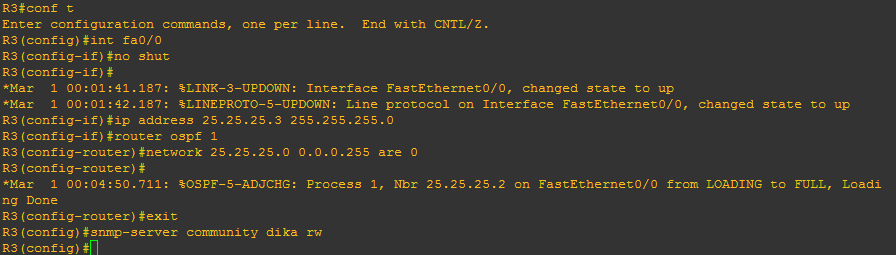 R3#conf t
Enter configuration commands, one per line.  End with CNTL/Z.
R3(config)#int fa0/0
R3(config-if)#no shut
R3(config-if)#
*Mar  1 00:01:41.187: %LINK-3-UPDOWN: Interface FastEthernet0/0, changed state to up
*Mar  1 00:01:42.187: %LINEPROTO-5-UPDOWN: Line protocol on Interface FastEthernet0/0, changed state to up
R3(config-if)#ip address 25.25.25.3 255.255.255.0
R3(config-if)#router ospf 1
R3(config-router)#network 25.25.25.0 0.0.0.255 are 0
R3(config-router)#
*Mar  1 00:04:50.711: %OSPF-5-ADJCHG: Process 1, Nbr 25.25.25.2 on FastEthernet0/0 from LOADING to FULL, Loadi
ng Done
R3(config-router)#exit
R3(config)#snmp-server community dika rw
R3(config)#